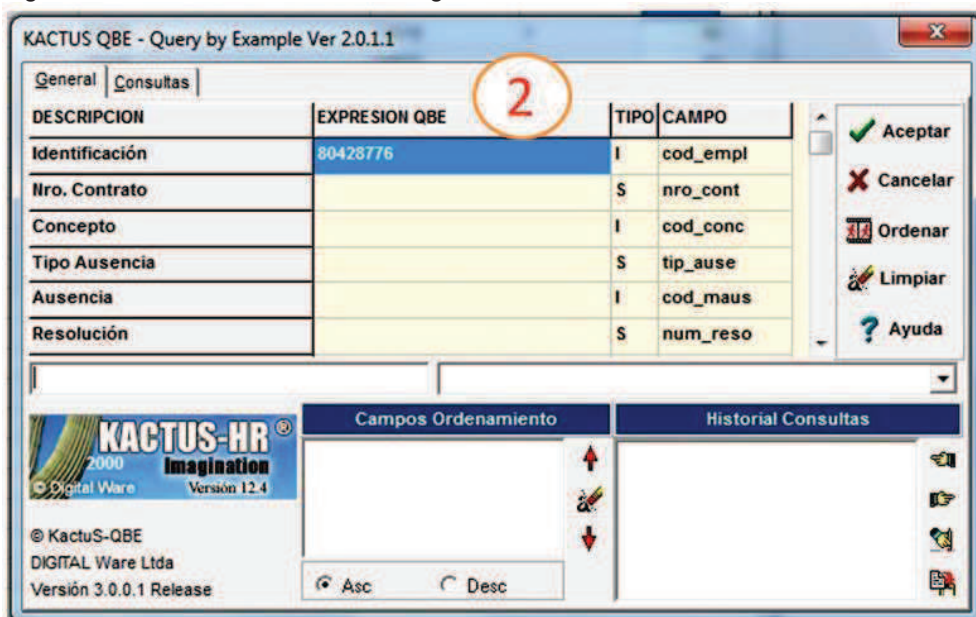 KACTUS QBE - Query by Example Ver 2.0.1.1
General Consultas
2
DESCRIPCION EXPRESION QBE TIPO CAMPO
Identificación 80428776 I cod_empl
Nro. Contrato S nro_cont
Concepto I cod_conc
Tipo Ausencia S tip_ause
Ausencia I cod_maus
Resolución S num_reso
Aceptar
Cancelar
Ordenar
Limpiar
Ayuda
KACTUS-HR ®
2000 Imagination
© Digital Ware Versión 12.4
© KactuS-QBE
DIGITAL Ware Ltda
Versión 3.0.0.1 Release
Campos Ordenamiento
Asc Desc
Historial Consultas